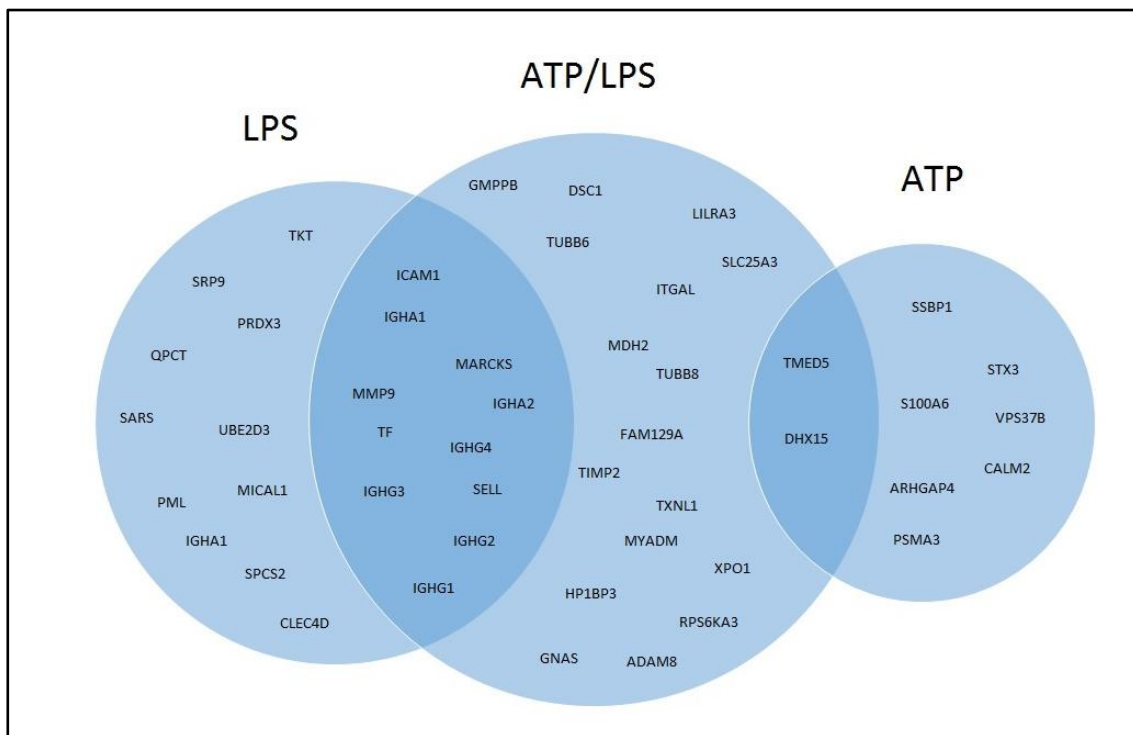 LPS
ATP/LPS
ATP
TKT
SRP9
PRDX3
QPCT
SARS
UBE2D3
PML
MICAL1
IGHA1
SPCS2
CLEC4D
ICAM1
IGHA1
MARCKS
MMP9
IGHA2
TF
IGHG4
IGHG3
SELL
IGHG2
IGHG1
GMPPB
DSC1
LILRA3
TUBB6
SLC25A3
ITGAL
MDH2
TUBB8
FAM129A
TIMP2
TXNL1
MYADM
XPO1
HP1BP3
RPS6KA3
GNAS
ADAM8
TMED5
DHX15
SSBP1
STX3
S100A6
VPS37B
CALM2
ARHGAP4
PSMA3